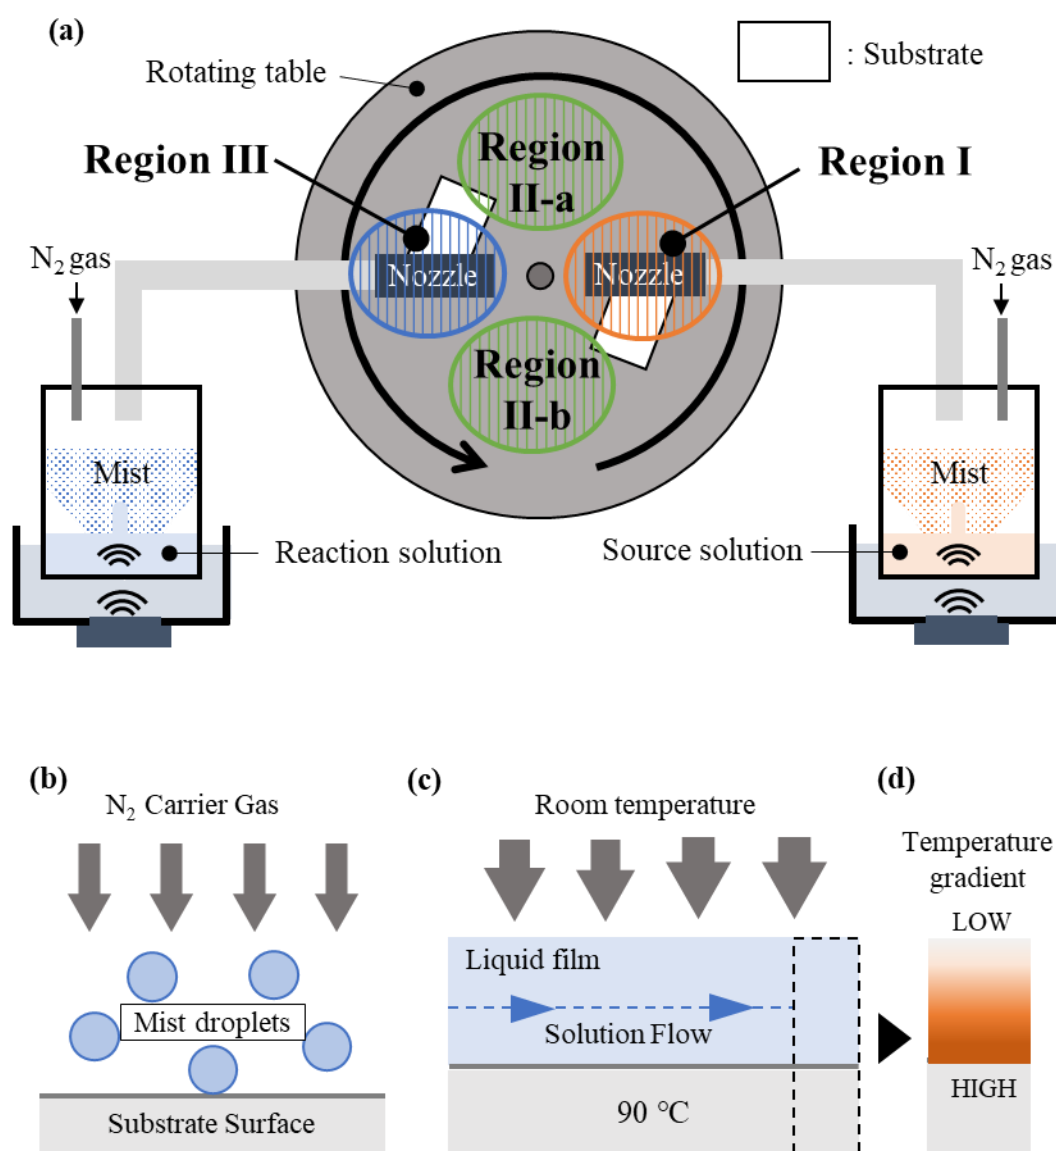 (a)
Rotating table
: Substrate
Region III
Region
II-a
Region I
N₂ gas
Nozzle
Nozzle
N₂ gas
Region
II-b
Mist
Mist
Reaction solution
Source solution
(b)
N₂ Carrier Gas
Mist droplets
Substrate Surface
(c)
Room temperature
Liquid film
Solution Flow
90 °C
(d)
Temperature
gradient
LOW
HIGH